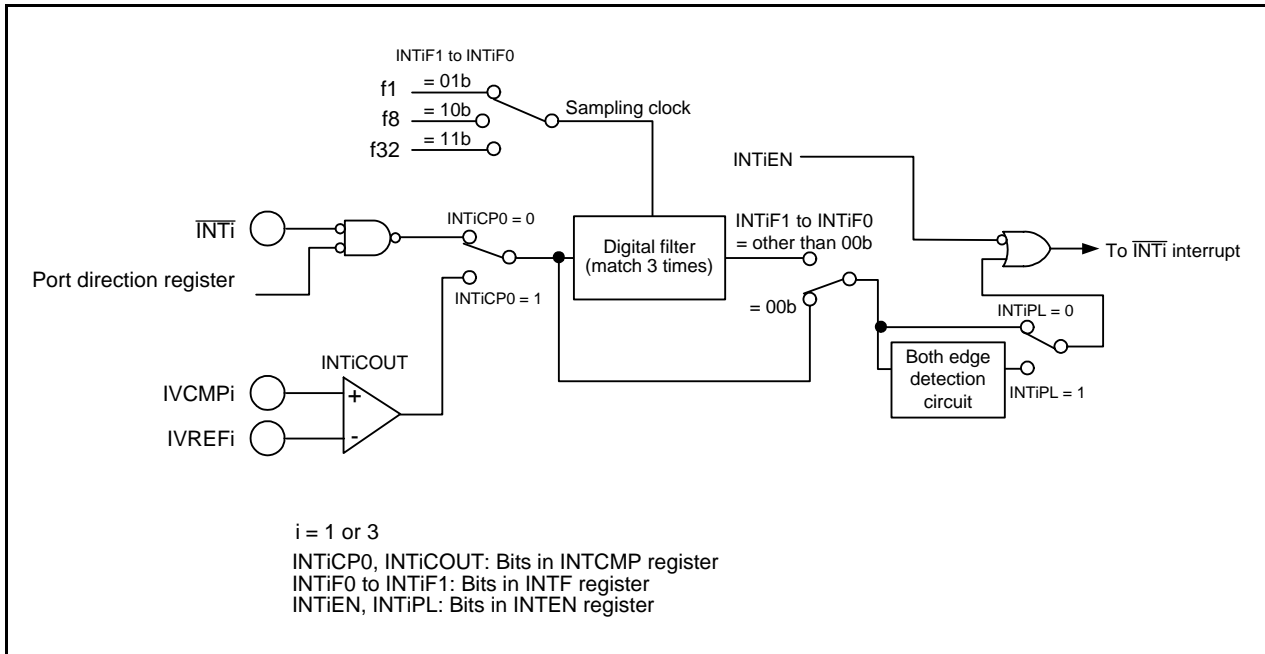 INTiF1 to INTiF0
f1
= 01b
f8
= 10b
f32
= 11b
Sampling clock
INTiEN
INTi
Port direction register
INTiCP0 = 0
INTiCP0 = 1
Digital filter
(match 3 times)
INTiF1 to INTiF0
= other than 00b
= 00b
To INTi interrupt
INTiPL = 0
INTiPL = 1
Both edge
detection
circuit
INTiCOUT
IVCMPi
+
IVREFi
-
i = 1 or 3
INTiCP0, INTiCOUT: Bits in INTCMP register
INTiF0 to INTiF1: Bits in INTF register
INTiEN, INTiPL: Bits in INTEN register